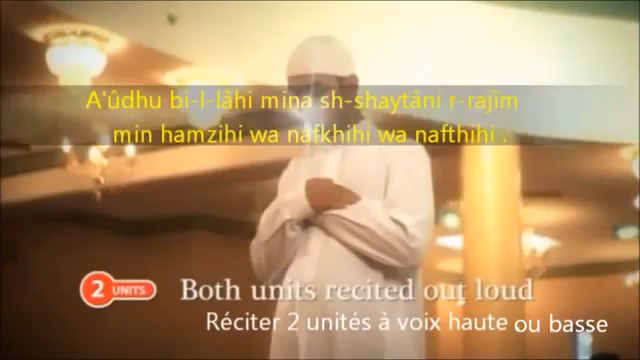 A'ûdhu bi-l-lâhi mina sh-shaytâni r-rajîm
min hamzihi wa nafkhihi wa nafthihi .
2 UNITS
Both units recited out loud
Réciter 2 unités à voix haute ou basse